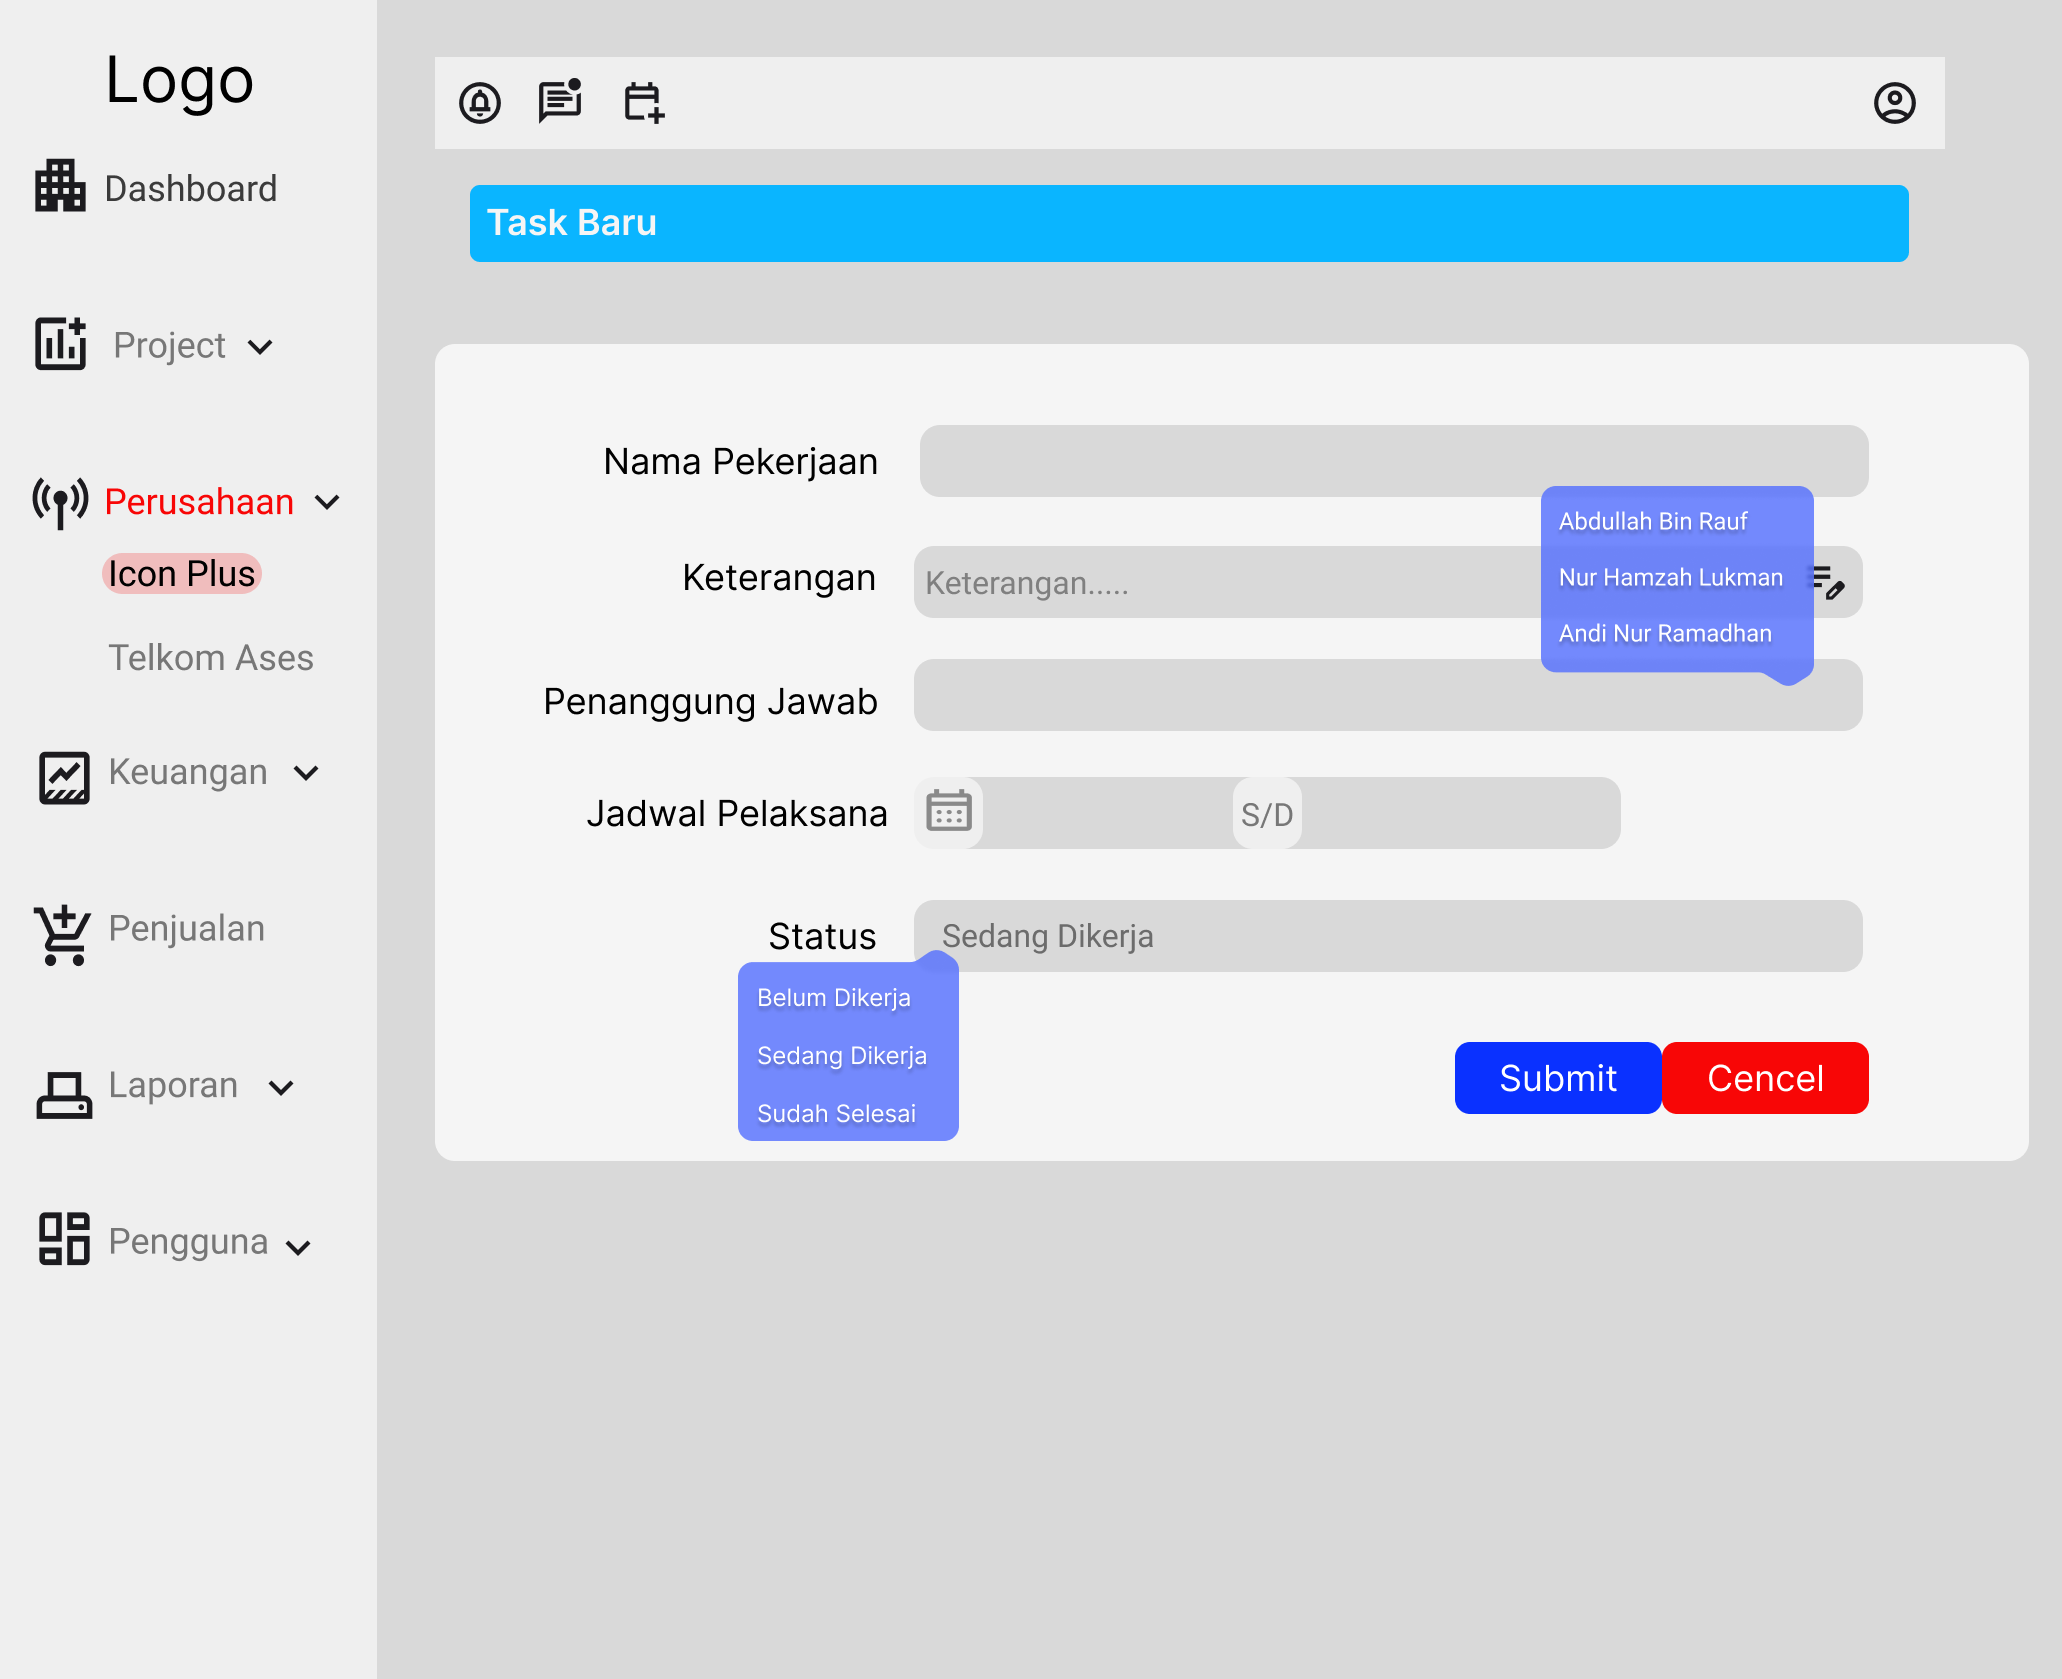 Logo
Dashboard
Project
Perusahaan
Icon Plus
Telkom Ases
Keuangan
Penjualan
Laporan
Pengguna
Task Baru
Nama Pekerjaan
Abdullah Bin Rauf
Nur Hamzah Lukman
Andi Nur Ramadhan
Keterangan
Keterangan.....
Penanggung Jawab
Jadwal Pelaksana
S/D
Status
Sedang Dikerja
Belum Dikerja
Sedang Dikerja
Sudah Selesai
Submit
Cencel